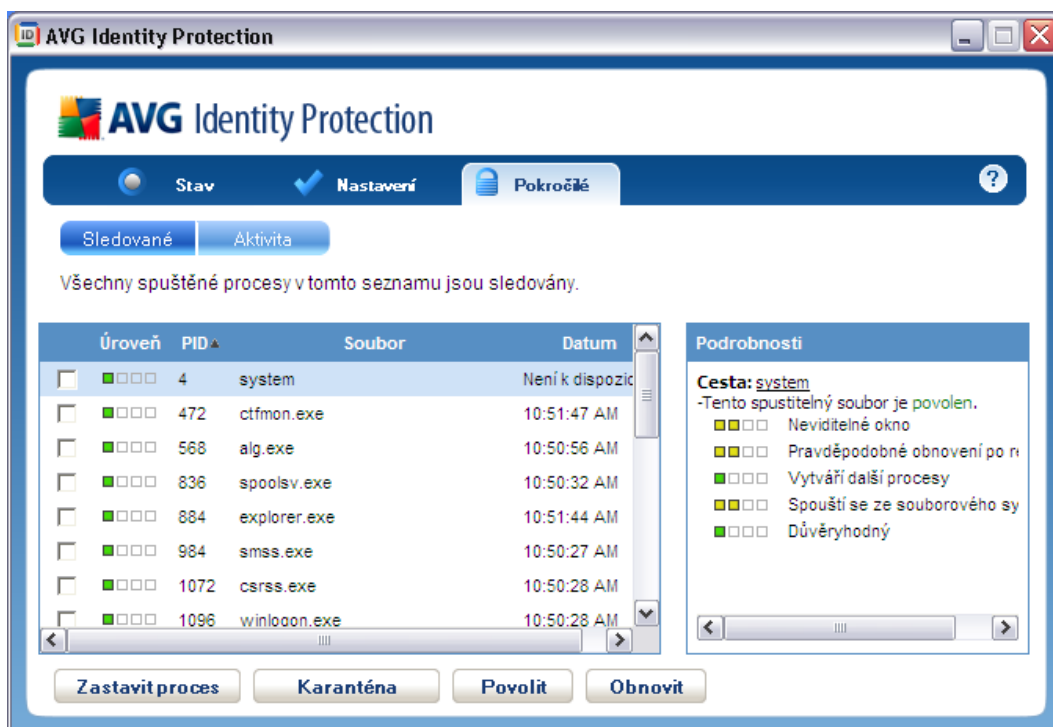 AVG Identity Protection
AVG Identity Protection
Stav Nastavení Pokročilé ?
Sledované Aktivita
Všechny spuštěné procesy v tomto seznamu jsou sledovány.
Úroveň PID Soubor Datum
4 system Není k dispozic
472 ctfmon.exe 10:51:47 AM
568 alg.exe 10:50:56 AM
836 spoolsv.exe 10:50:32 AM
884 explorer.exe 10:51:44 AM
984 smss.exe 10:50:27 AM
1072 csrss.exe 10:50:28 AM
1096 winlogon.exe 10:50:28 AM
Podrobnosti
Cesta: system
-Tento spustitelný soubor je povolen.
Neviditelné okno
Pravděpodobné obnovení po re
Vytváří další procesy
Spouští se ze souborového sy
Důvěryhodný
Zastavit proces Karanténa Povolit Obnovit